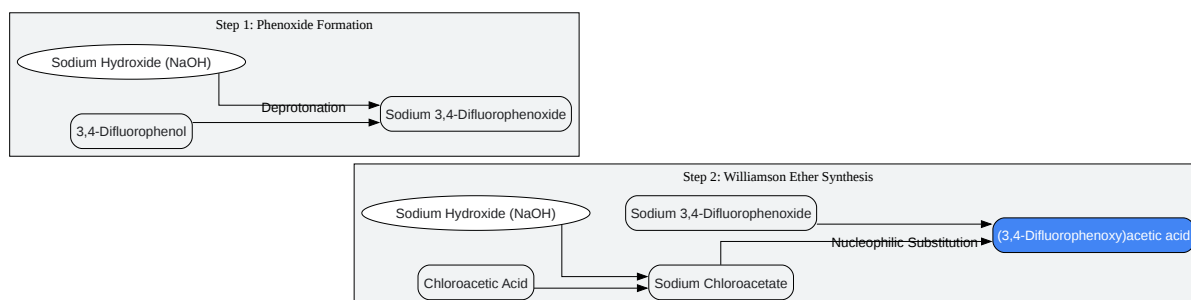 Step 1: Phenoxide Formation
Sodium Hydroxide (NaOH)
Deprotonation
Sodium 3,4-Difluorophenoxide
3,4-Difluorophenol
Step 2: Williamson Ether Synthesis
Sodium Hydroxide (NaOH)
Sodium 3,4-Difluorophenoxide
(3,4-Difluorophenoxy)acetic acid
Nucleophilic Substitution
Chloroacetic Acid
Sodium Chloroacetate